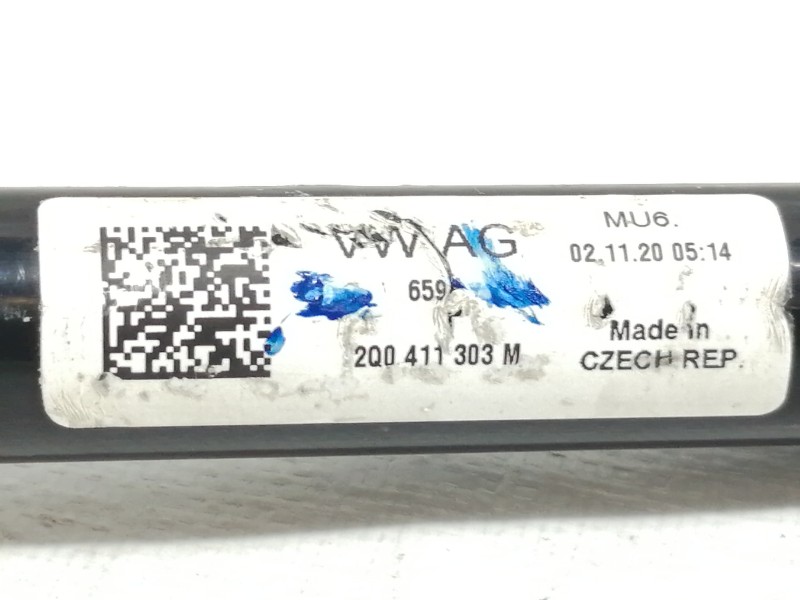 VW AG
MU6.
02.11.20 05:14
659
2Q0 411 303 M
Made in
CZECH REP.